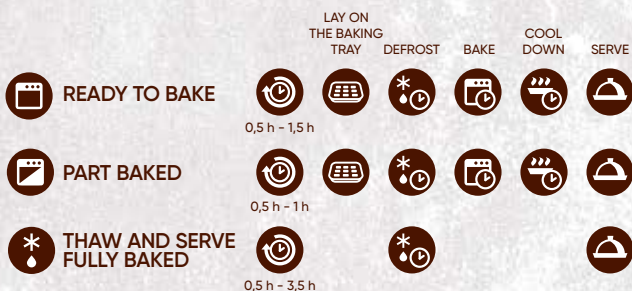 LAY ON
THE BAKING
TRAY
DEFROST
BAKE
COOL
DOWN
SERVE
READY TO BAKE
0,5 h - 1,5 h
PART BAKED
0,5 h - 1 h
THAW AND SERVE
FULLY BAKED
0,5 h - 3,5 h